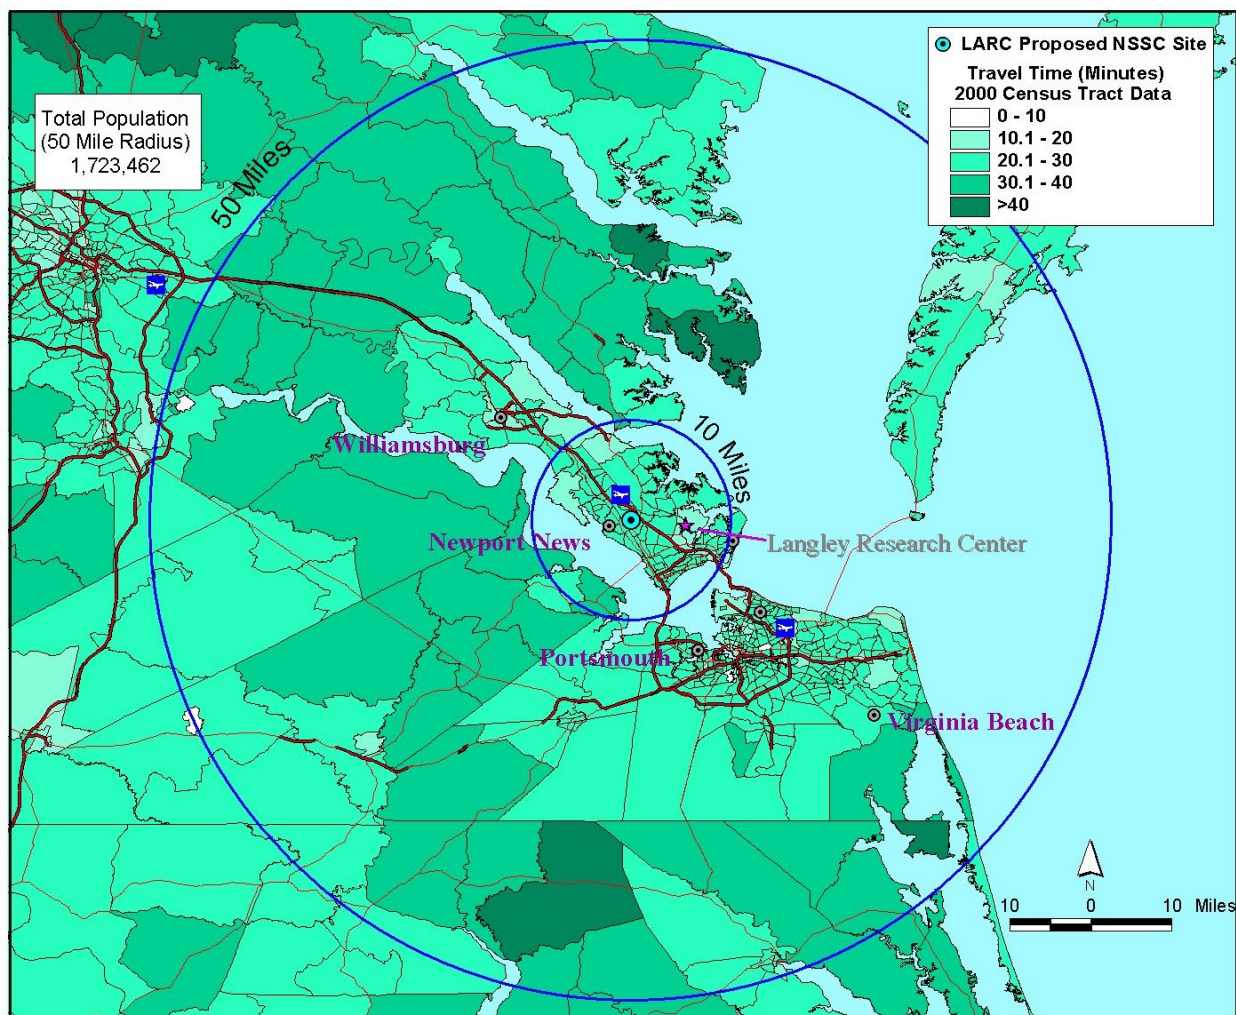 LARC Proposed NSSC Site
Travel Time (Minutes)
2000 Census Tract Data
0 - 10
10.1 - 20
20.1 - 30
30.1 - 40
>40
Total Population
(50 Mile Radius)
1,723,462
50 Miles
10 Miles
Williamsburg
Newport News
Langley Research Center
Portsmouth
Virginia Beach
N
10 0 10 Miles